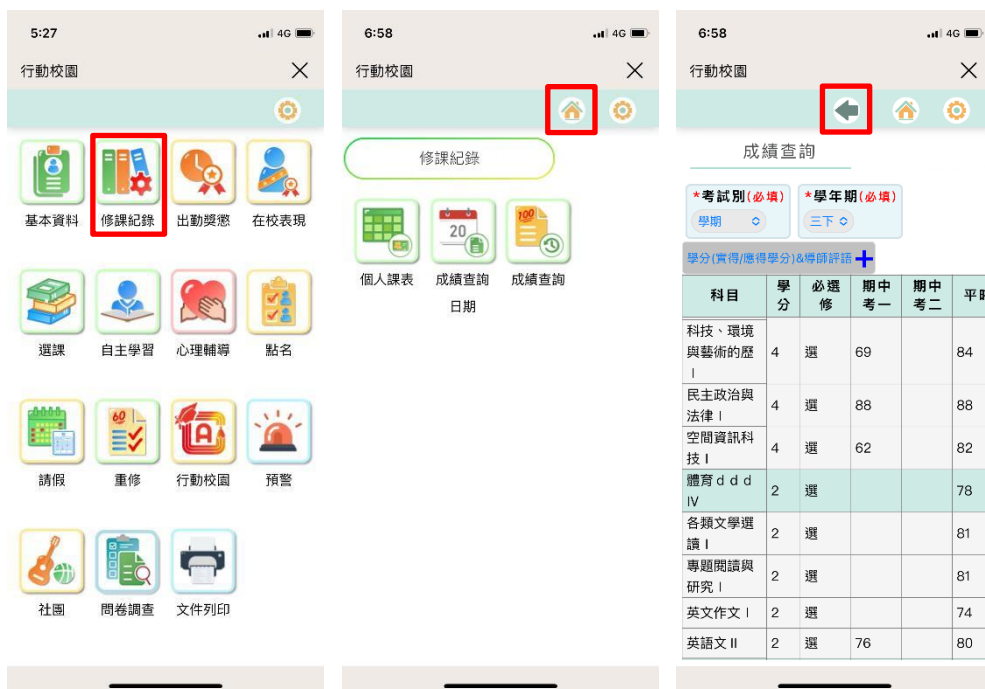 5:27
4G
行動校園
基本資料 修課紀錄 出勤獎懲 在校表現
選課 自主學習 心理輔導 點名
60
請假 重修 行動校園 預警
A
社團 問卷調查 文件列印
6:58
4G
行動校園
修課紀錄
20
100
個人課表 成績查詢 成績查詢
日期
6:58
4G
行動校園
成績查詢
*考試別(必填) *學年期(必填)
學期 三下
學分(實得/應得學分)&導師評語
科目 學分 必選修 期中考一 期中考二 平
科技、環境
與藝術的歷 4 選 69 84
I
民主政治與
法律 I 4 選 88 88
空間資訊科
技 I 4 選 62 82
體育ddd
IV 2 選 78
各類文學選
讀 I 2 選 81
專題閱讀與
研究 I 2 選 81
英文作文 I 2 選 74
英語文 II 2 選 76 80